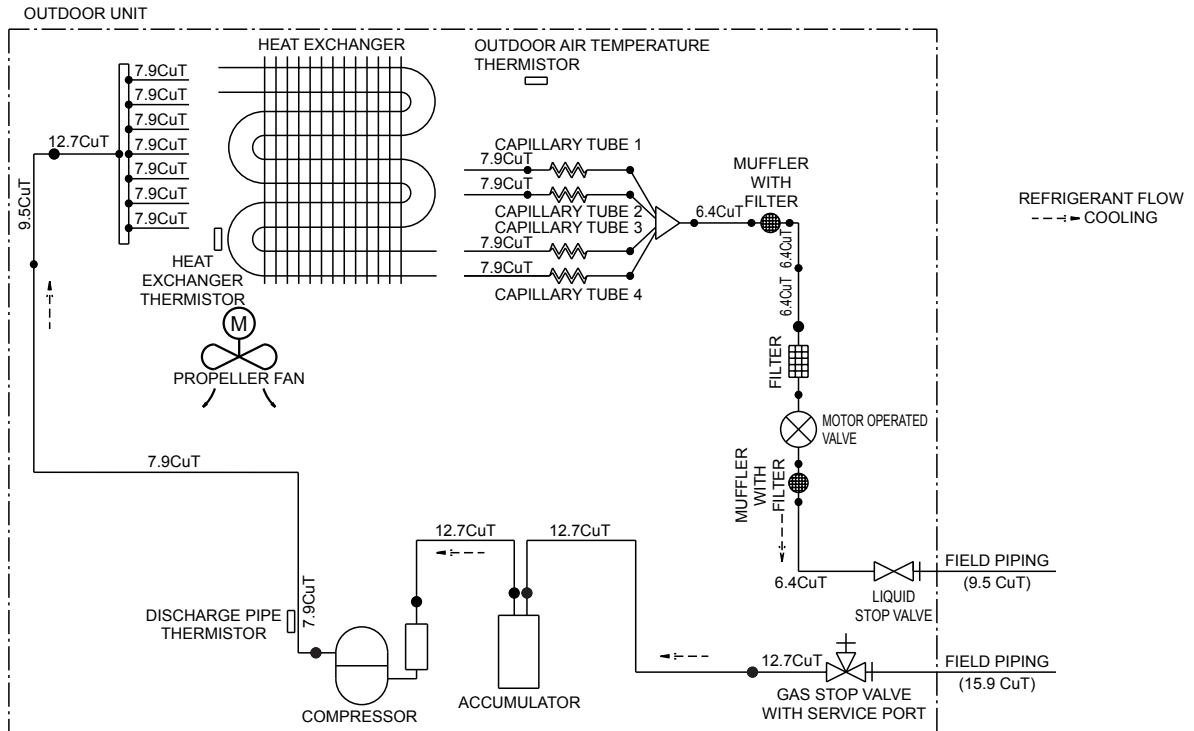 OUTDOOR UNIT
HEAT EXCHANGER
OUTDOOR AIR TEMPERATURE
THERMISTOR
7.9CuT
7.9CuT
7.9CuT
7.9CuT
7.9CuT
7.9CuT
7.9CuT
12.7CuT
9.5CuT
CAPILLARY TUBE 1
7.9CuT
7.9CuT
CAPILLARY TUBE 2
CAPILLARY TUBE 3
7.9CuT
7.9CuT
CAPILLARY TUBE 4
MUFFLER
WITH
FILTER
6.4CuT
6.4CuT
6.4CuT
REFRIGERANT FLOW
COOLING
HEAT
EXCHANGER
THERMISTOR
M
PROPELLER FAN
FILTER
MOTOR OPERATED
VALVE
MUFFLER
WITH
FILTER
7.9CuT
7.9CuT
12.7CuT
12.7CuT
6.4CuT
LIQUID
STOP VALVE
FIELD PIPING
(9.5 CuT)
DISCHARGE PIPE
THERMISTOR
COMPRESSOR
ACCUMULATOR
12.7CuT
GAS STOP VALVE
WITH SERVICE PORT
FIELD PIPING
(15.9 CuT)